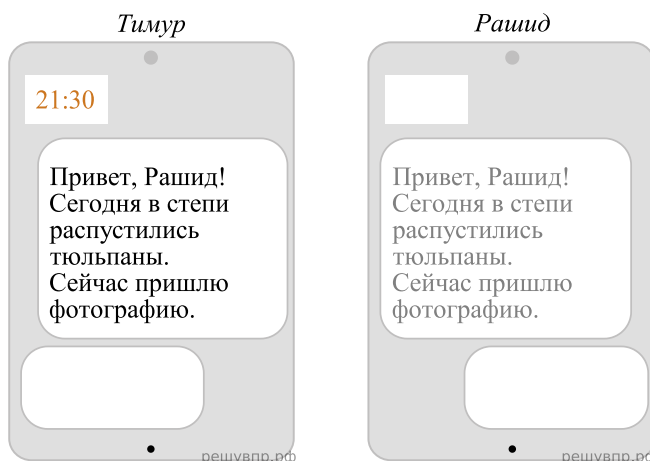 Тимур
21:30
Привет, Рашид!
Сегодня в степи
распустились
тюльпаны.
Сейчас пришлю
фотографию.
решувпр.рф
Рашид
Привет, Рашид!
Сегодня в степи
распустились
тюльпаны.
Сейчас пришлю
фотографию.
решувпр.рф